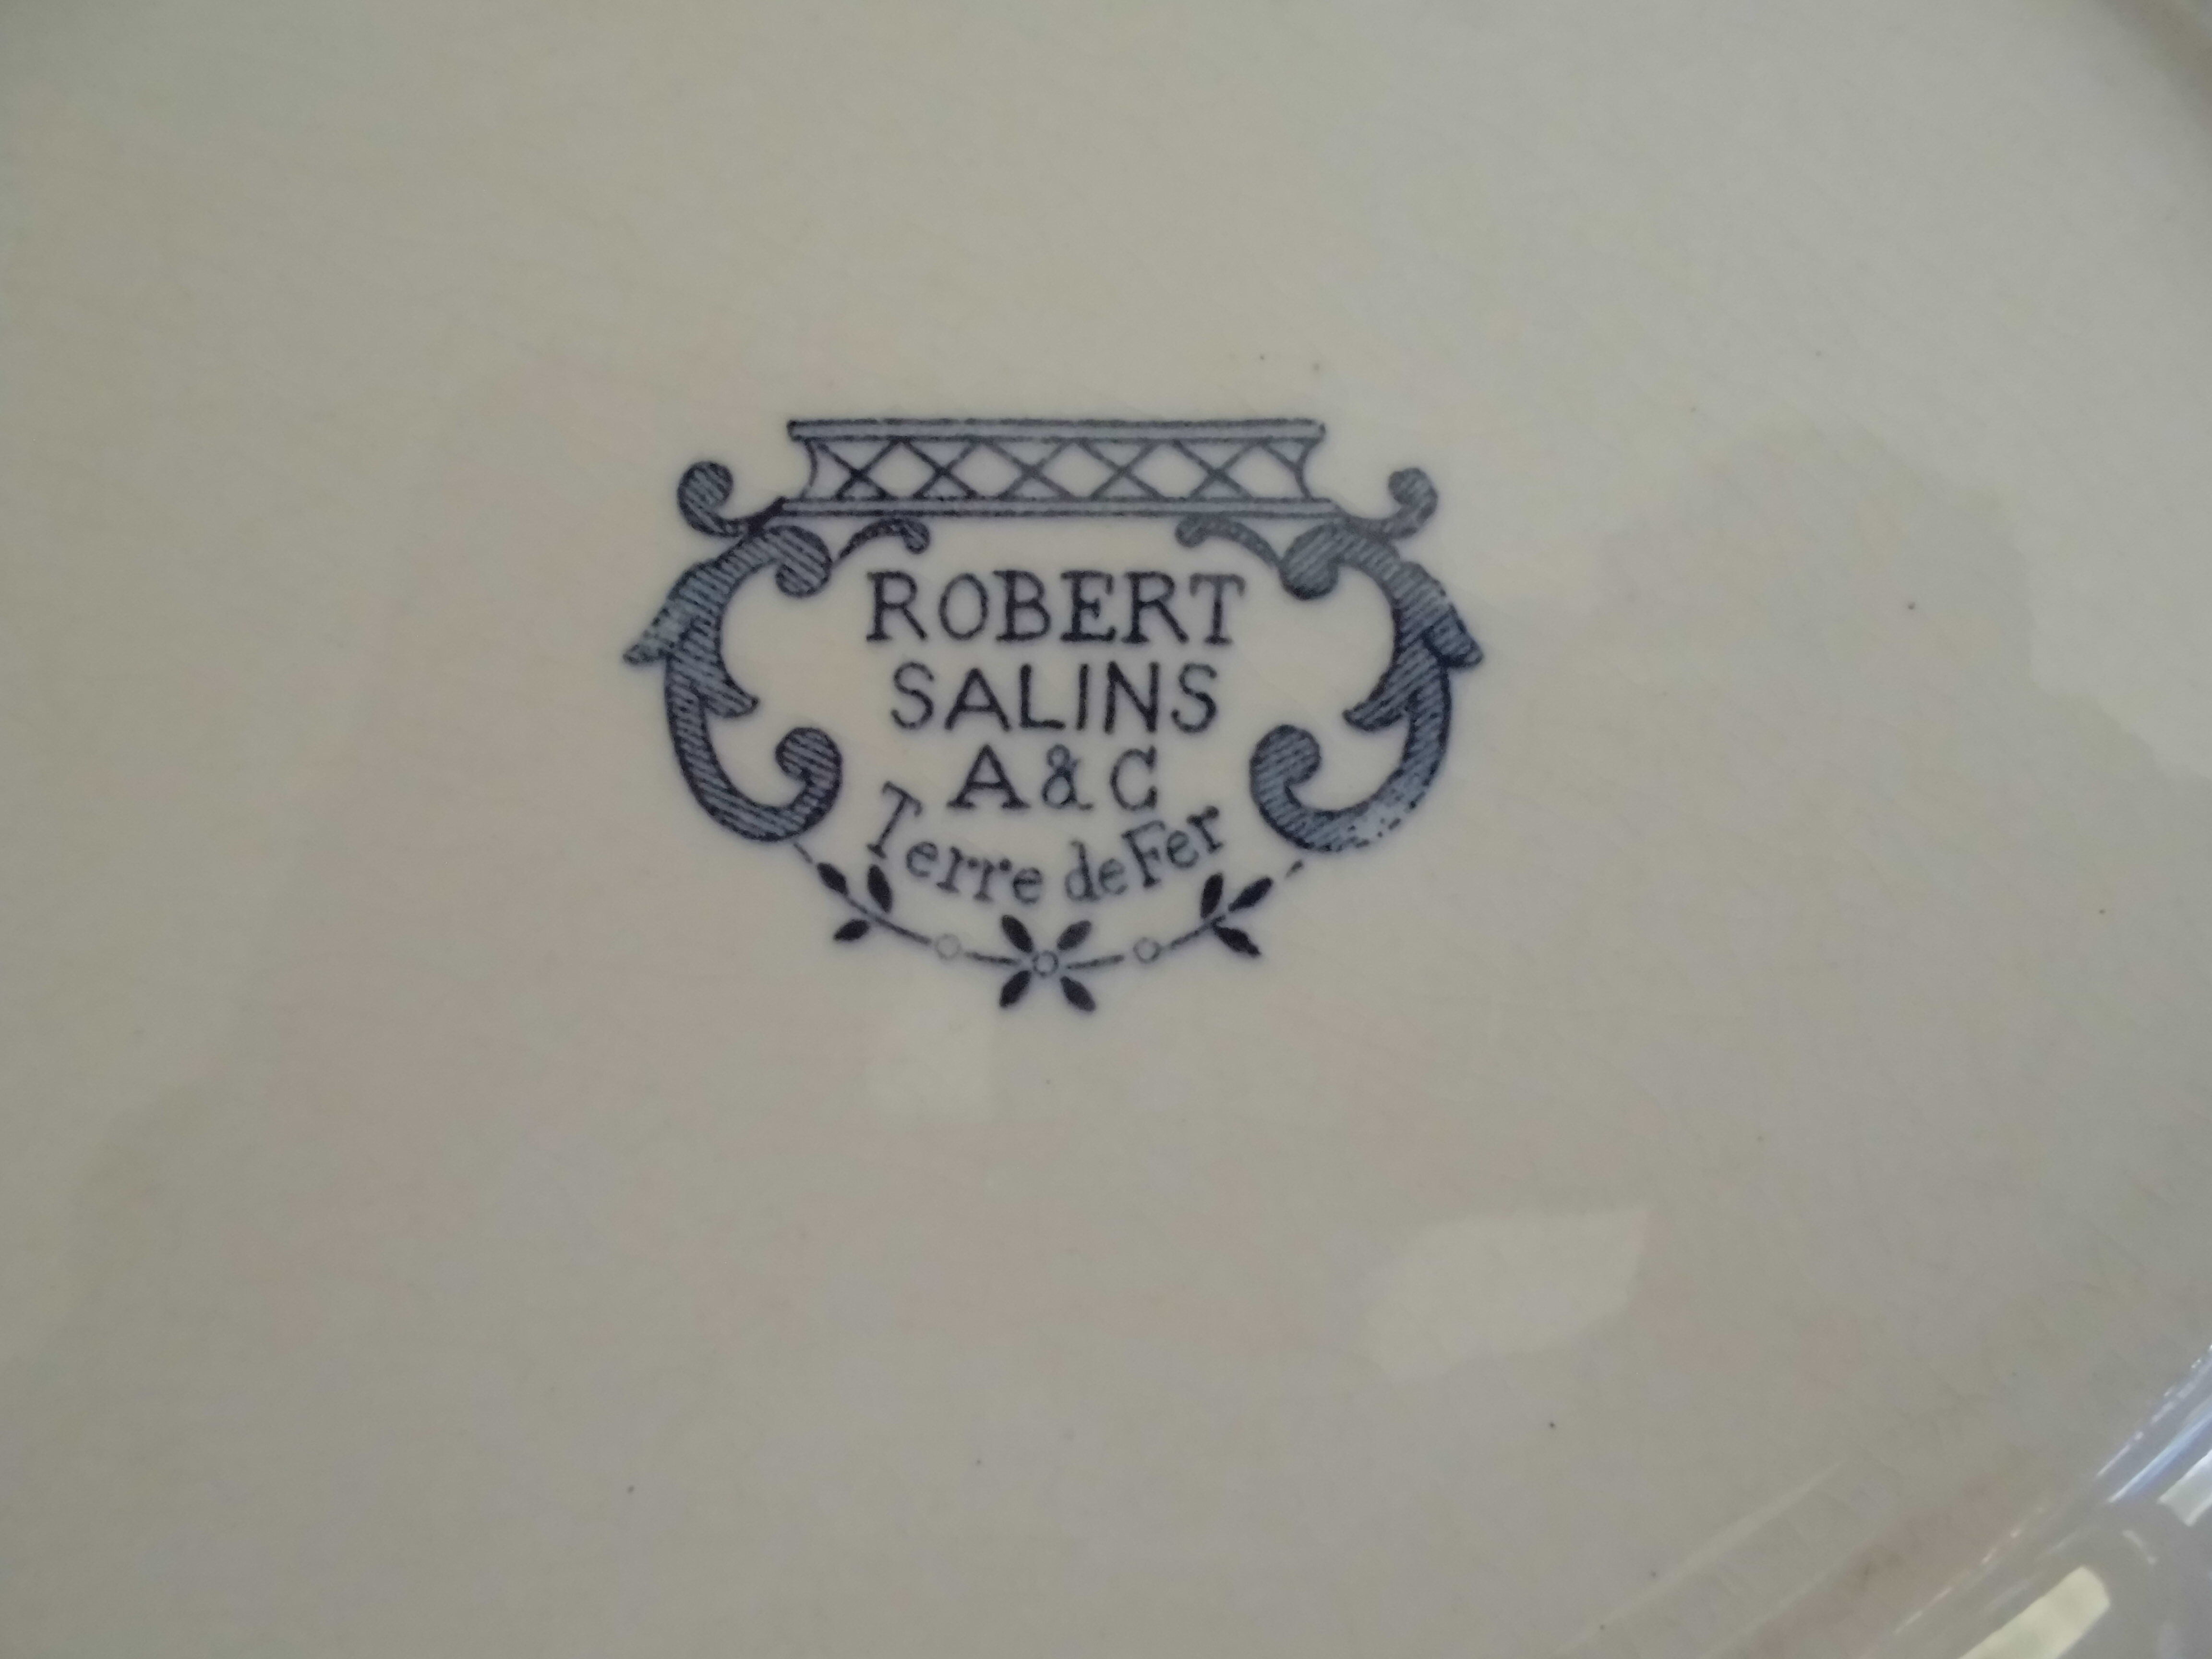 ROBERT
SALINS
A & C
Terre de Fer